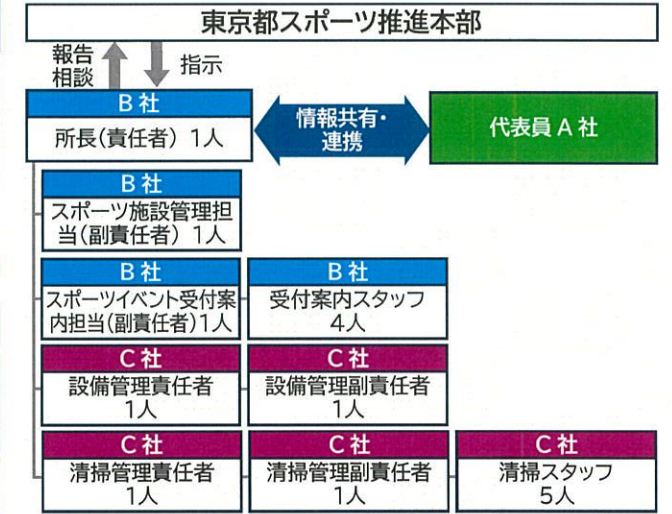 東京都スポーツ推進本部
報告
相談
指示
B社
所長(責任者) 1人
情報共有・
連携
代表員A社
B社
スポーツ施設管理担
当(副責任者) 1人
B社
スポーツイベント受付案
内担当(副責任者)1人
B社
受付案内スタッフ
4人
C社
設備管理責任者
1人
C社
設備管理副責任者
1人
C社
清掃管理責任者
1人
C社
清掃管理副責任者
1人
C社
清掃スタッフ
5人